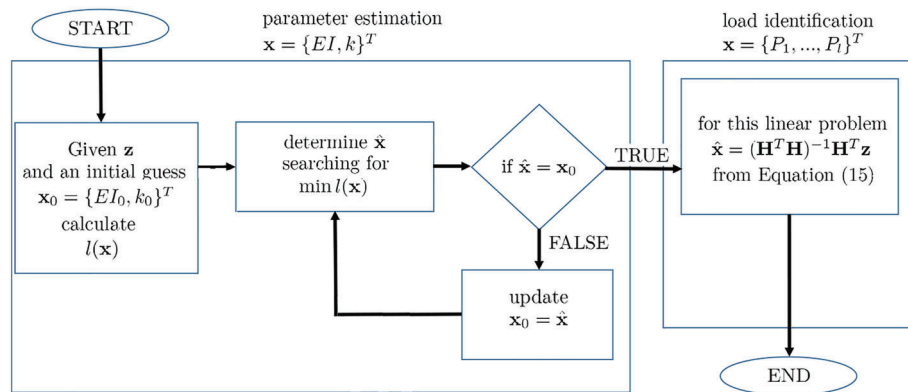 START
parameter estimation
x = {EI, k}^T
load identification
x = {P_1, ..., P_l}^T
Given z
and an initial guess
x_0 = {EI_0, k_0}^T
calculate
l(x)
determine x̂
searching for
min l(x)
if x̂ = x_0
TRUE
FALSE
update
x_0 = x̂
for this linear problem
x̂ = (H^T H)^{-1} H^T z
from Equation (15)
END